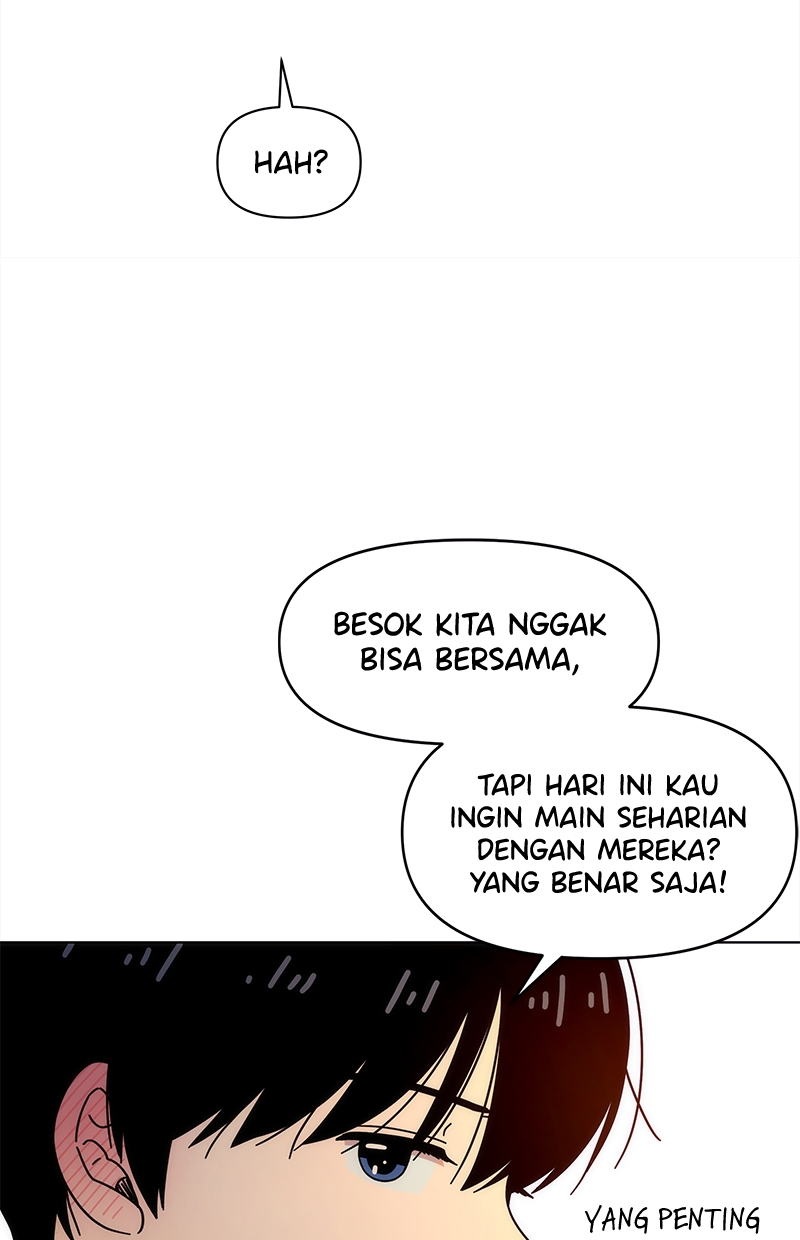 HAH?
BESOK KITA NGGAK
BISA BERSAMA,
TAPI HARI INI KAU
INGIN MAIN SEHARIAN
DENGAN MEREKA?
YANG BENAR SAJA!
YANG PENTING